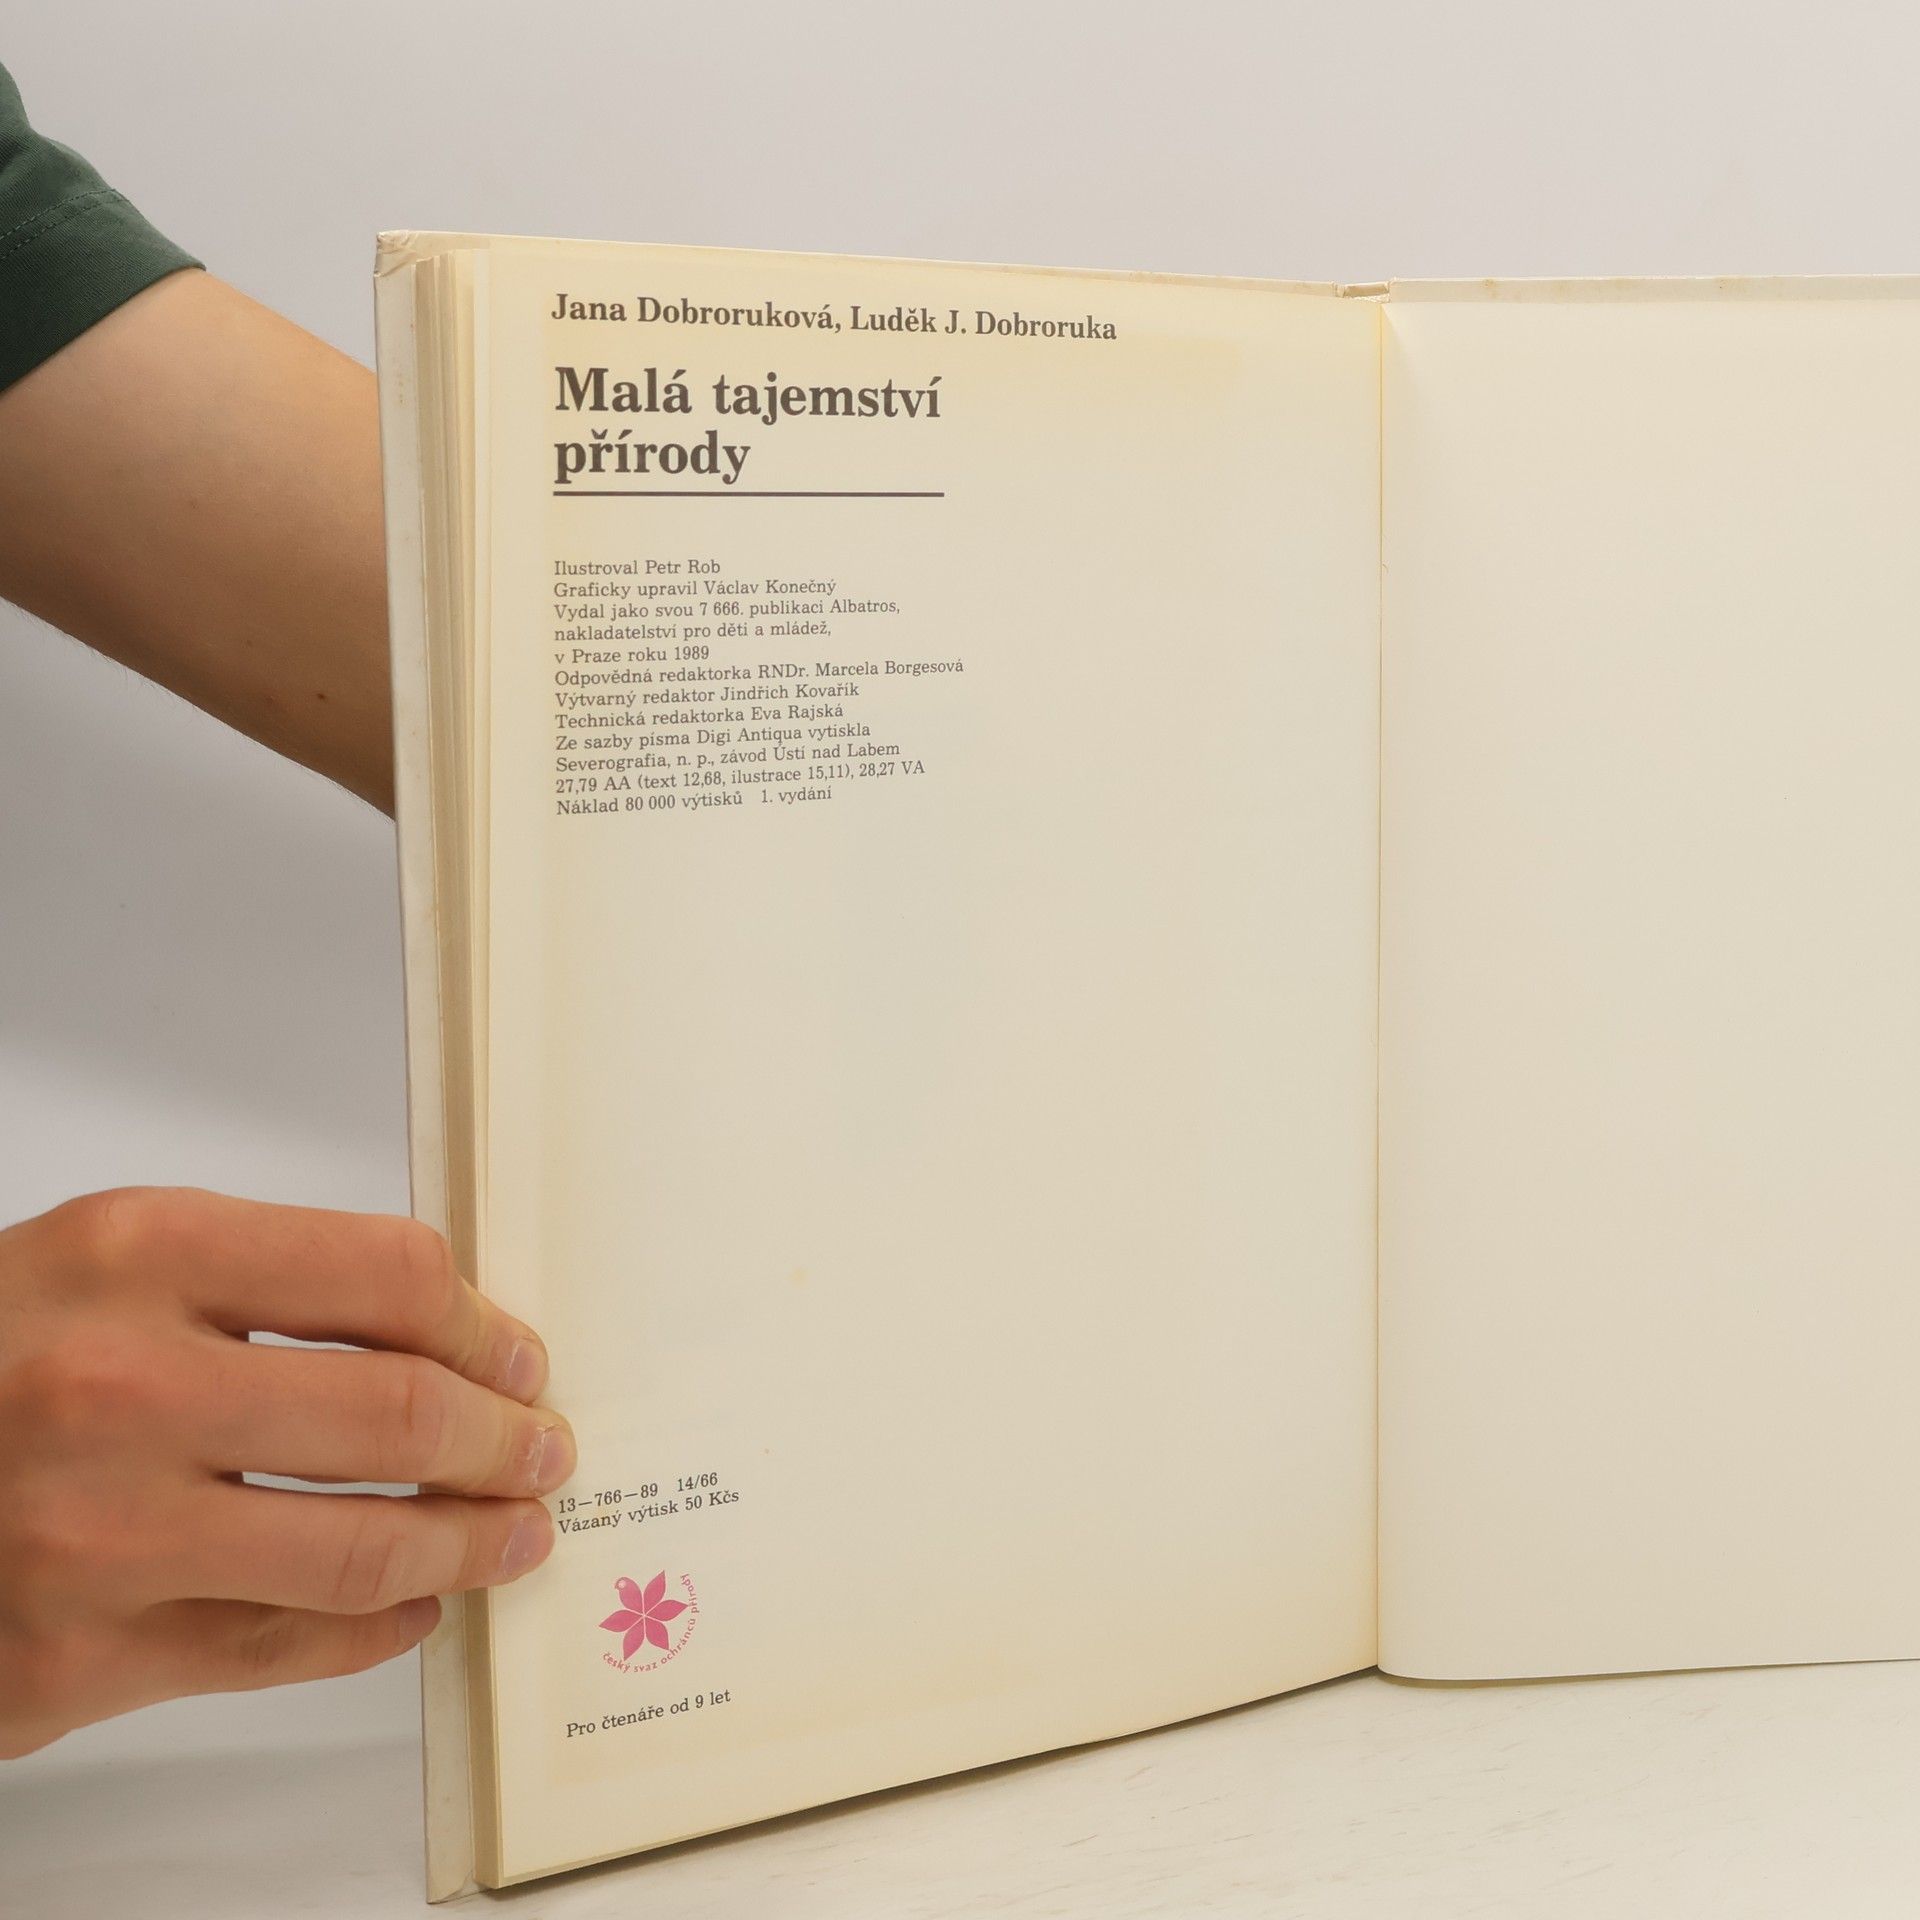 Jana Dobroruková, Luděk J. Dobroruka
Malá tajemství
přírody
Ilustroval Petr Rob
Graficky upravil Václav Konečný
Vydal jako svou 7 666. publikaci Albatros,
nakladatelství pro děti a mládež,
v Praze roku 1989
Odpovědná redaktorka RNDr. Marcela Borgesová
Výtvarný redaktor Jindřich Kovařík
Technická redaktorka Eva Rajská
Ze sazby písma Digi Antiqua vytiskla
Severografia, n. p., závod Ústí nad Labem
27,79 AA (text 12,68, ilustrace 15,11), 28,27 VA
Náklad 80 000 výtisků 1. vydání
13—766—89 14/66
Vázaný výtisk 50 Kčs
český svaz ochránců přírody
Pro čtenáře od 9 let